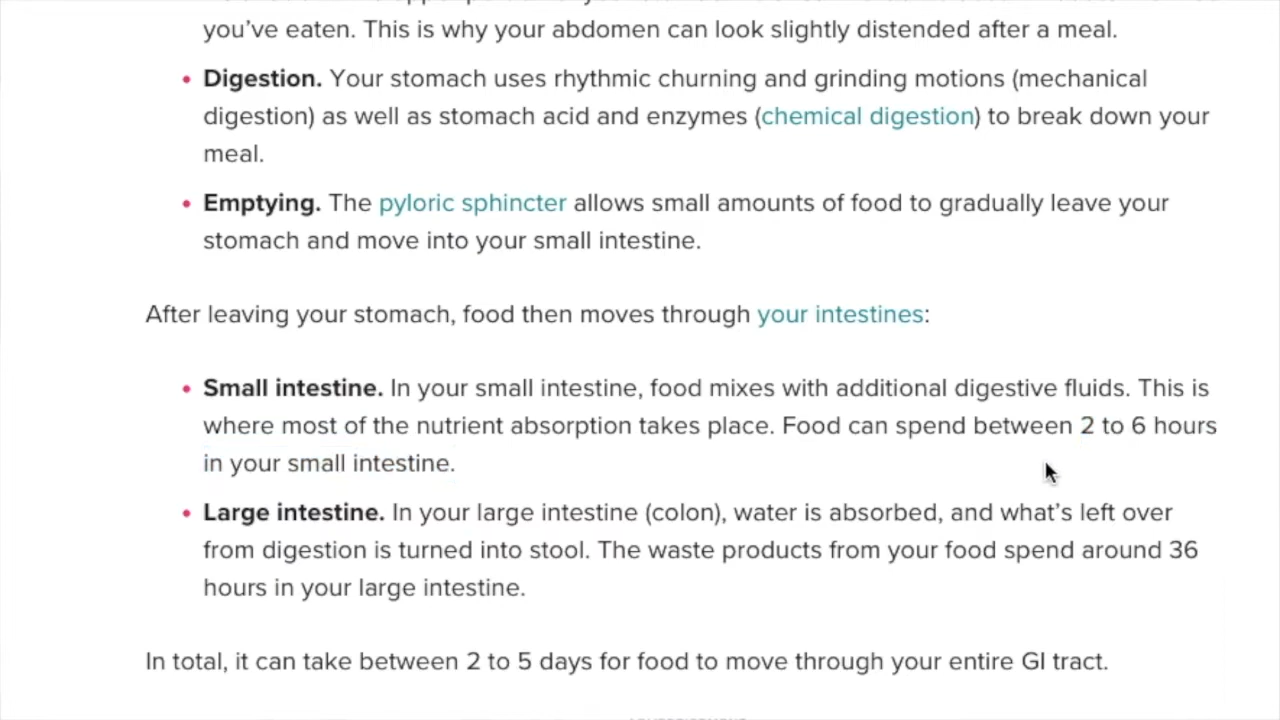 you’ve eaten. This is why your abdomen can look slightly distended after a meal.
• Digestion. Your stomach uses rhythmic churning and grinding motions (mechanical
digestion) as well as stomach acid and enzymes (chemical digestion) to break down your
meal.
• Emptying. The pyloric sphincter allows small amounts of food to gradually leave your
stomach and move into your small intestine.
After leaving your stomach, food then moves through your intestines:
• Small intestine. In your small intestine, food mixes with additional digestive fluids. This is
where most of the nutrient absorption takes place. Food can spend between 2 to 6 hours
in your small intestine.
• Large intestine. In your large intestine (colon), water is absorbed, and what’s left over
from digestion is turned into stool. The waste products from your food spend around 36
hours in your large intestine.
In total, it can take between 2 to 5 days for food to move through your entire GI tract.